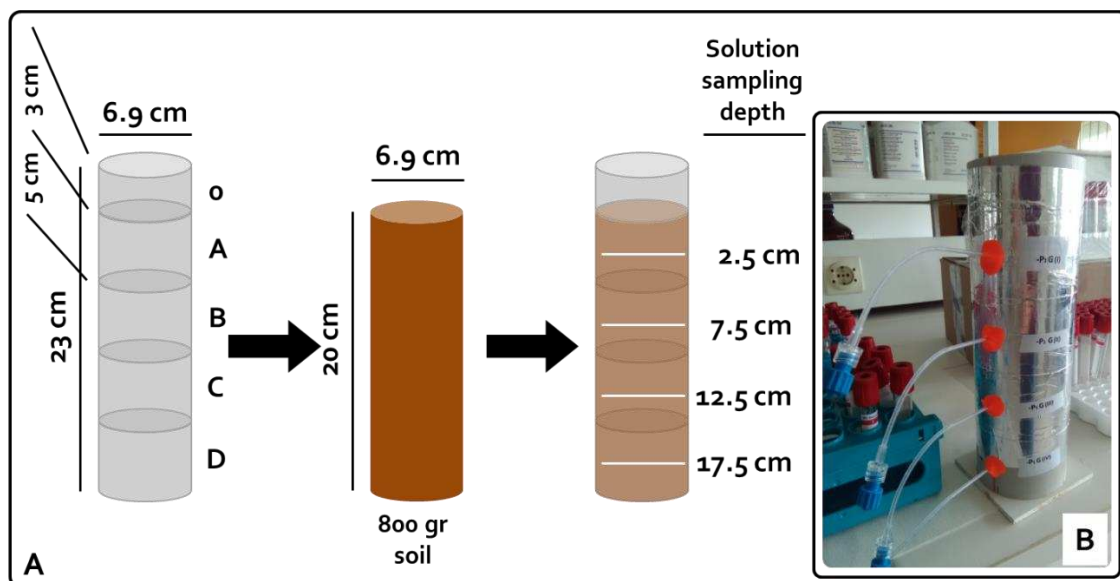 3 cm
5 cm
6.9 cm
23 cm
o
A
B
C
D
6.9 cm
20 cm
800 gr
soil
Solution
sampling
depth
2.5 cm
7.5 cm
12.5 cm
17.5 cm
A
-P₁ G (I)
B